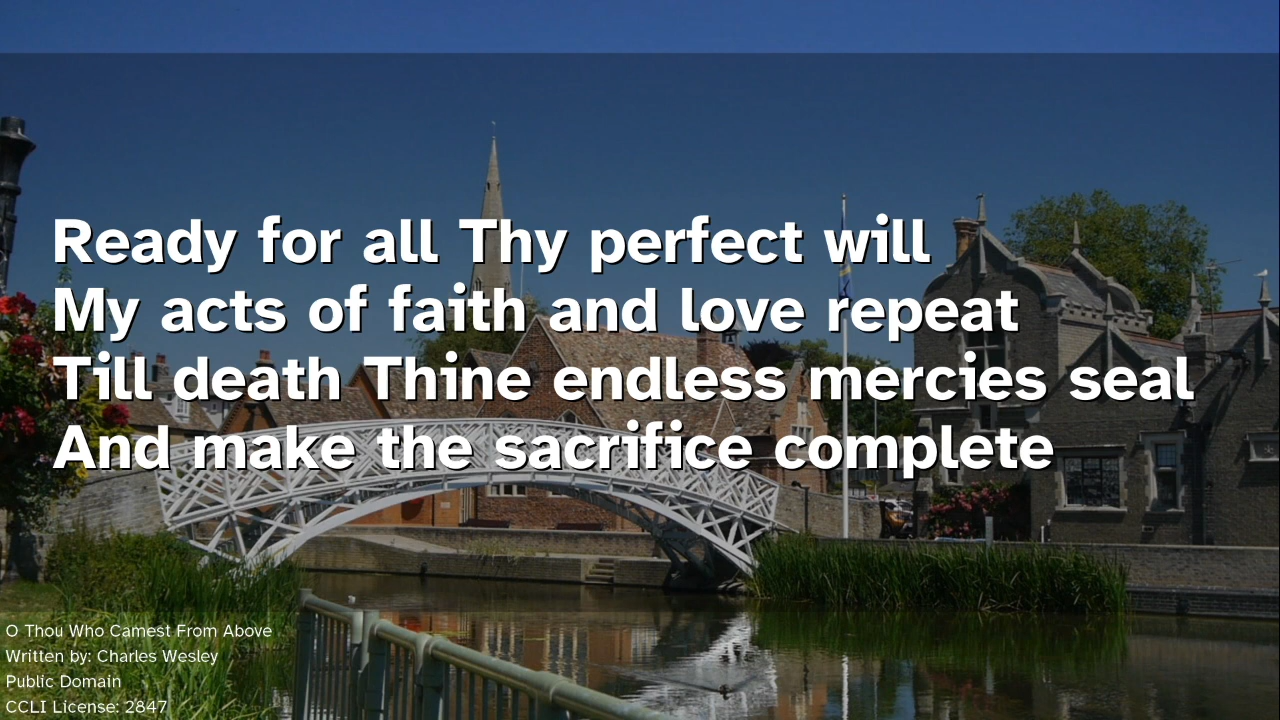 Ready for all Thy perfect will
My acts of faith and love repeat
Till death Thine endless mercies seal
And make the sacrifice complete
O Thou Who Camest From Above
Written by: Charles Wesley
Public Domain
CCLI License: 2847